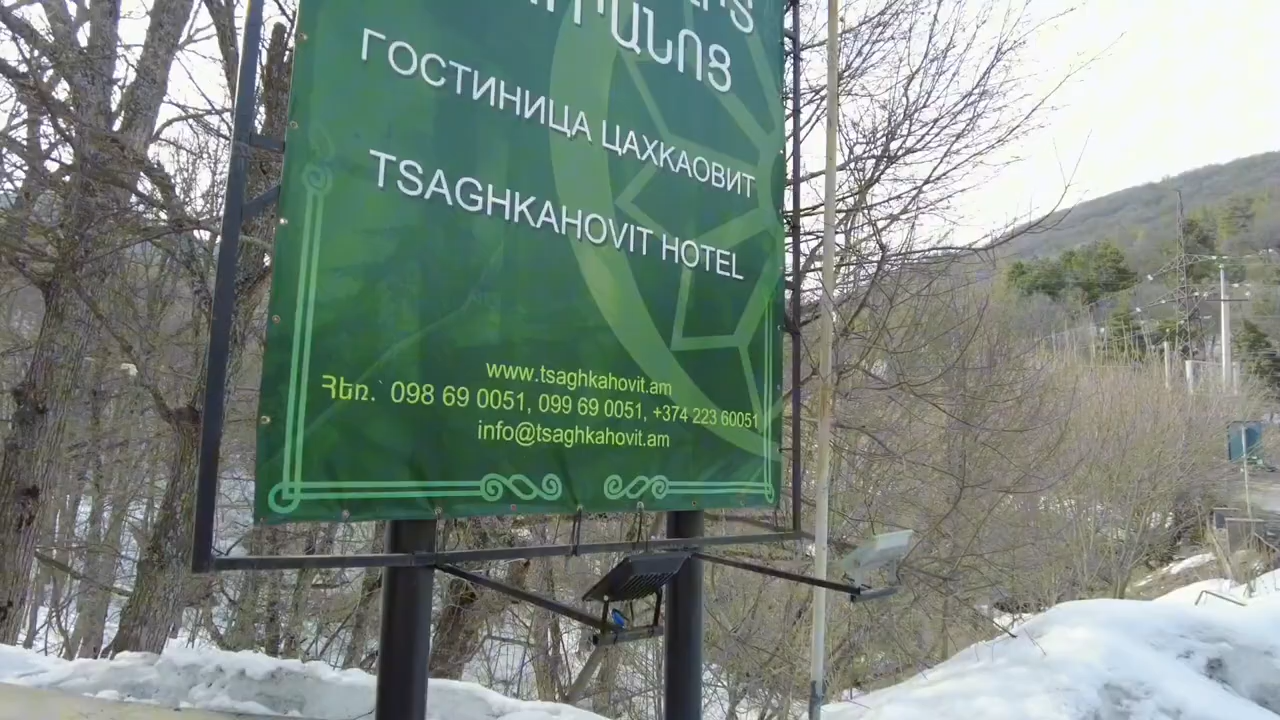 ГОСТИНИЦА ЦАХКАОВИТ
TSAGHKAHOVIT HOTEL
www.tsaghkahovit.am
Հեռ.՝ 098 69 0051, 099 69 0051, +374 223 60051
info@tsaghkahovit.am